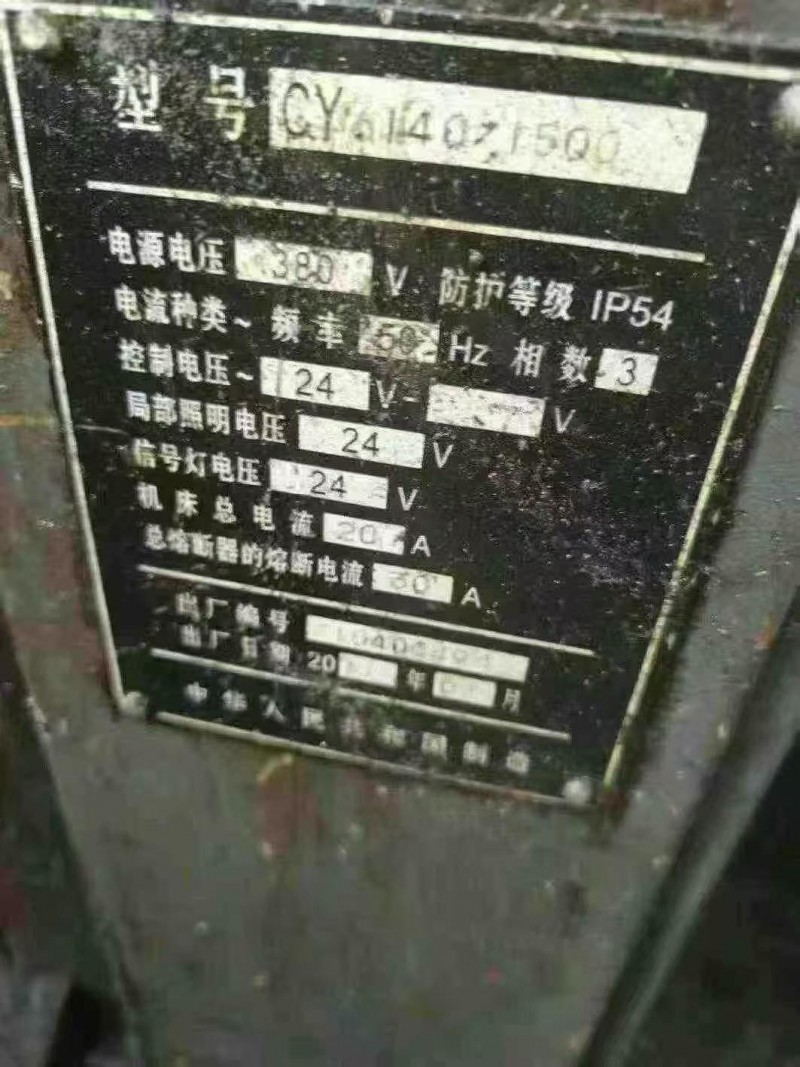 型号 CY6140/1500
电源电压 380 V 防护等级 IP54
电流种类~ 频率 50 Hz 相数 3
控制电压~ 24 V- V
局部照明电压 24 V
信号灯电压 24 V
机床总电流 20 A
总熔断器的熔断电流 30 A
出厂编号
出厂日期 20 年 月
中华人民共和国制造